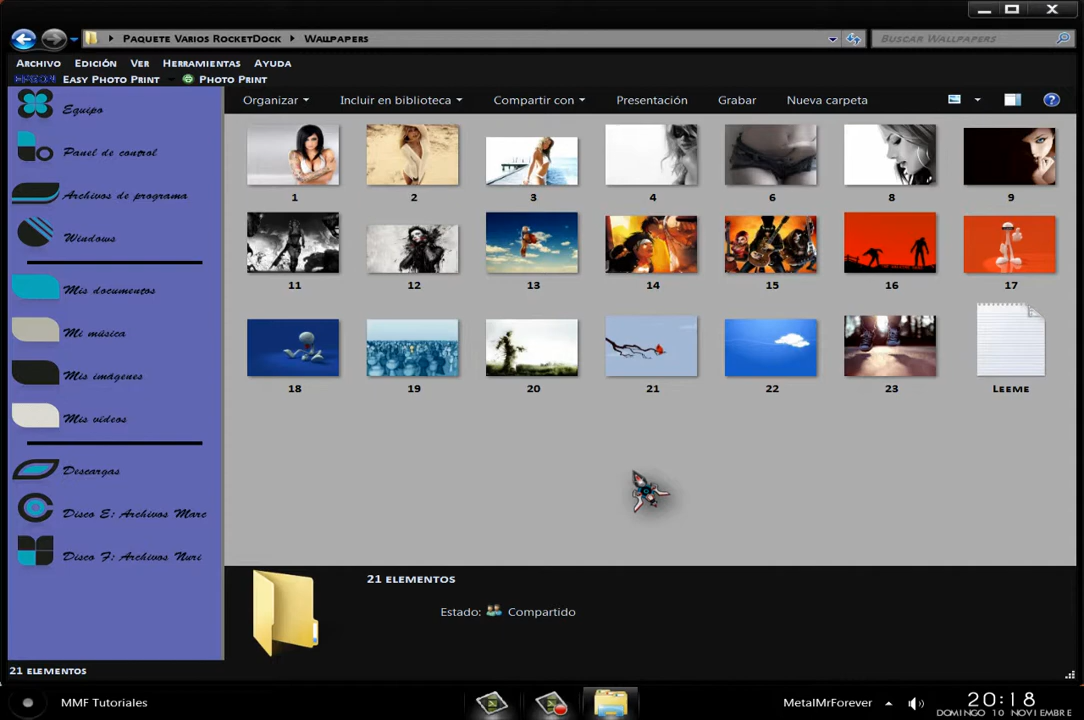 Paquete Varios RocketDock Wallpapers
Buscar Wallpapers
Archivo Edición Ver Herramientas Ayuda
EPSON Easy Photo Print Photo Print
Organizar Incluir en biblioteca Compartir con Presentación Grabar Nueva carpeta
Equipo
Panel de control
Archivos de programa
Windows
Mis documentos
Mi música
Mis imágenes
Mis vídeos
Descargas
Disco E: Archivos Marc
Disco F: Archivos Nuri
1 2 3 4 6 8 9
11 12 13 14 15 16 17
18 19 20 21 22 23 Leeme
21 elementos
Estado: Compartido
21 elementos
MMF Tutoriales
MetalMrForever
20:18
domingo 10 noviembre